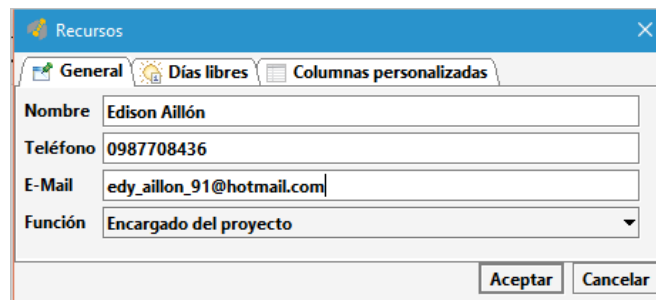 Recursos
General Días libres Columnas personalizadas
Nombre Edison Aillón
Teléfono 0987708436
E-Mail edy_aillon_91@hotmail.com
Función Encargado del proyecto
Aceptar Cancelar